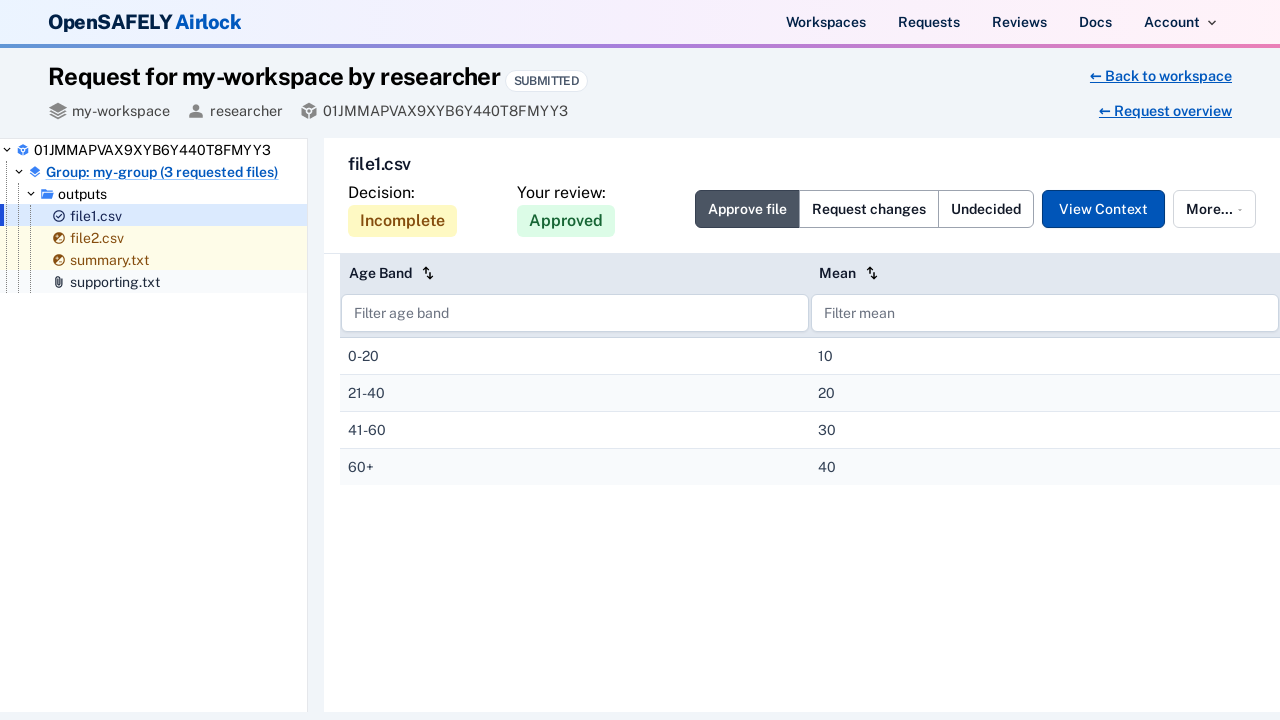 OpenSAFELY Airlock
Workspaces Requests Reviews Docs Account
Request for my-workspace by researcher SUBMITTED
← Back to workspace
my-workspace researcher 01JMMAPVAX9XYB6Y440T8FMYY3
← Request overview
01JMMAPVAX9XYB6Y440T8FMYY3
Group: my-group (3 requested files)
outputs
file1.csv
file2.csv
summary.txt
supporting.txt
file1.csv
Decision:
Incomplete
Your review:
Approved
Approve file Request changes Undecided View Context More...
Age Band Mean
Filter age band Filter mean
0-20 10
21-40 20
41-60 30
60+ 40